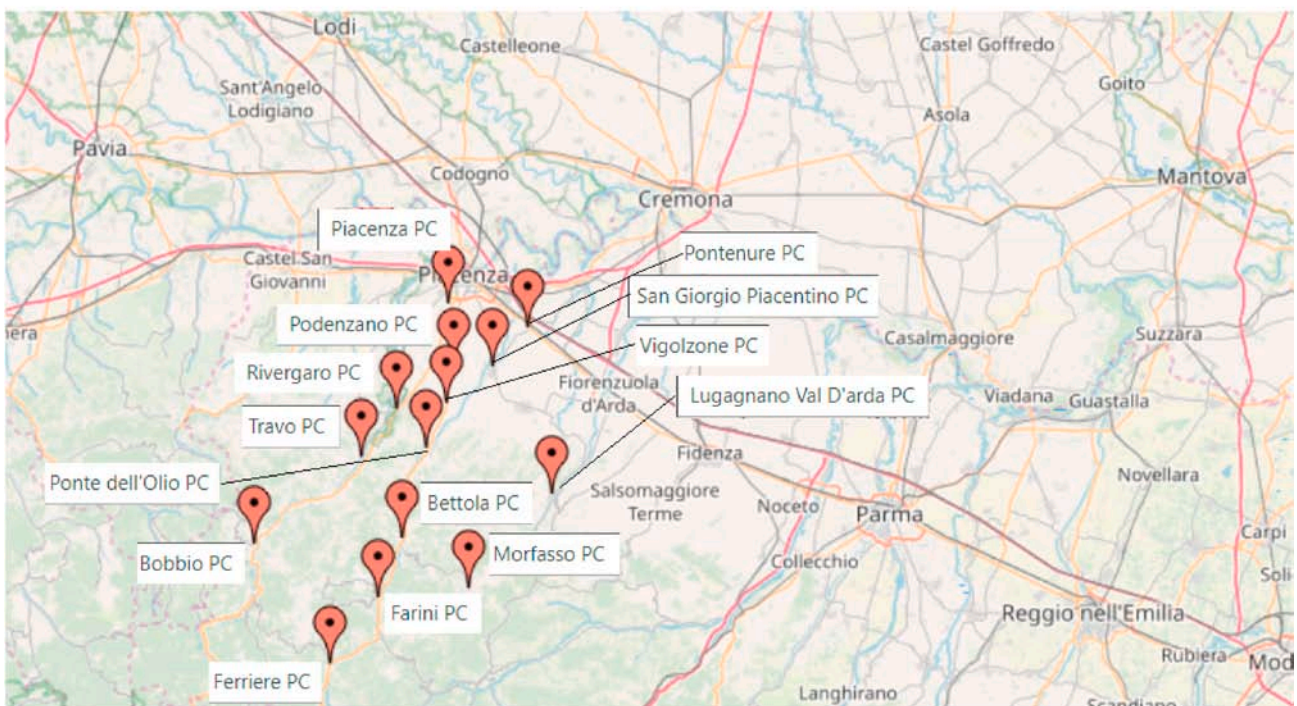 Lodi
Castelleone
Castel Goffredo
Sant'Angelo
Lodigiano
Goito
Asola
Pavia
Codogno
Mantova
Cremona
Piacenza PC
Castel San
Giovanni
Pontenure PC
San Giorgio Piacentino PC
Podenzano PC
Casalmaggiore
Suzzara
Vigolzone PC
Rivergaro PC
Fiorenzuola
d'Arda
Lugagnano Val D'arda PC
Viadana
Guastalla
Travo PC
Fidenza
Novellara
Ponte dell'Olio PC
Salsomaggiore
Terme
Bettola PC
Noceto
Parma
Carpi
Bobbio PC
Morfasso PC
Collecchio
Soli
Farini PC
Reggio nell'Emilia
Rubiera
Mod
Ferriere PC
Langhirano